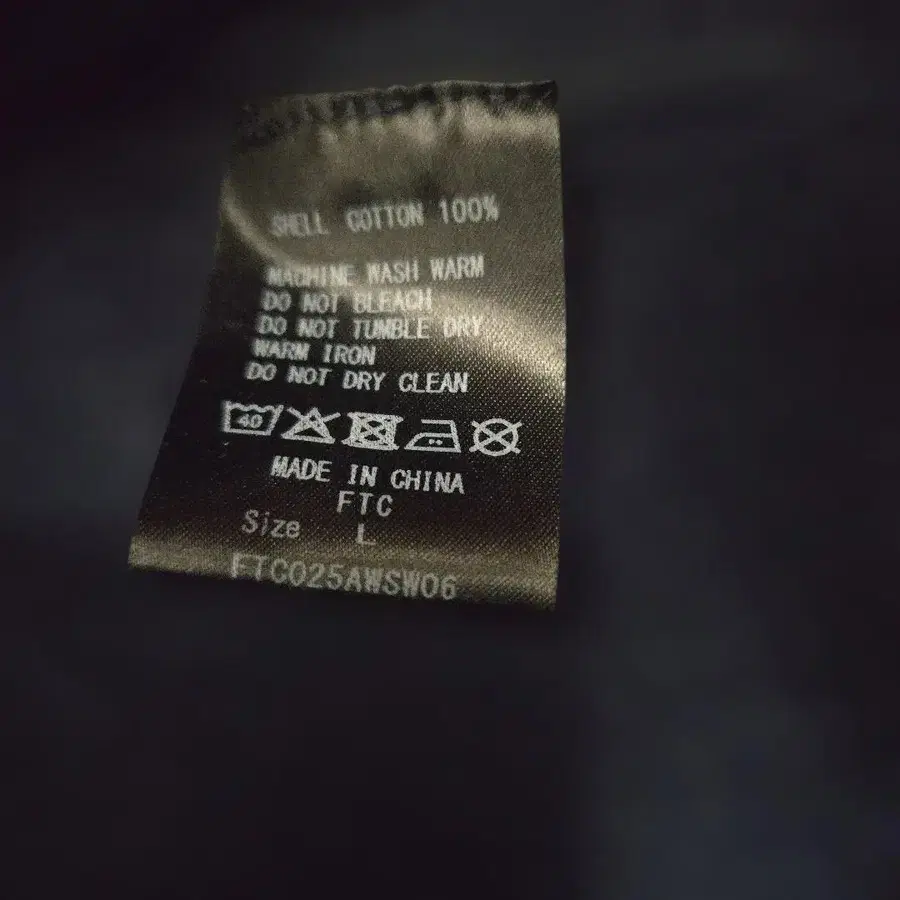 SHELL COTTON 100%
MACHINE WASH WARM
DO NOT BLEACH
DO NOT TUMBLE DRY
WARM IRON
DO NOT DRY CLEAN
40
MADE IN CHINA
FTC
Size L
FTC025AWSW06